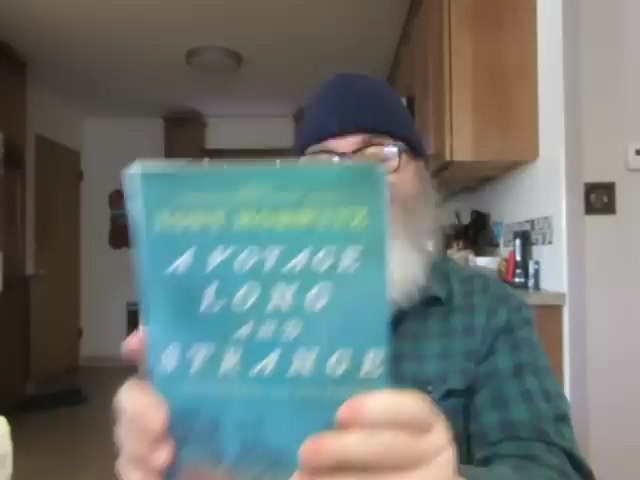 TONY HORWITZ
A VOYAGE
LONG
AND
STRANGE